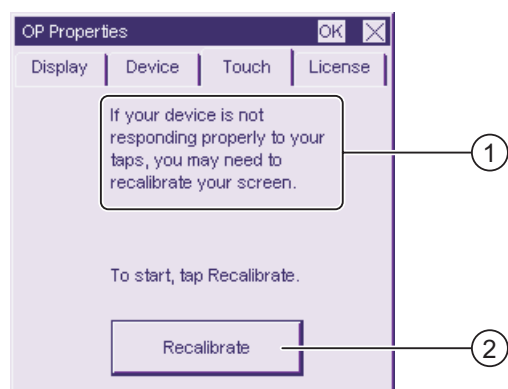 OP Properties OK
Display Device Touch License
If your device is not
responding properly to your
taps, you may need to
recalibrate your screen.
1
To start, tap Recalibrate.
Recalibrate
2